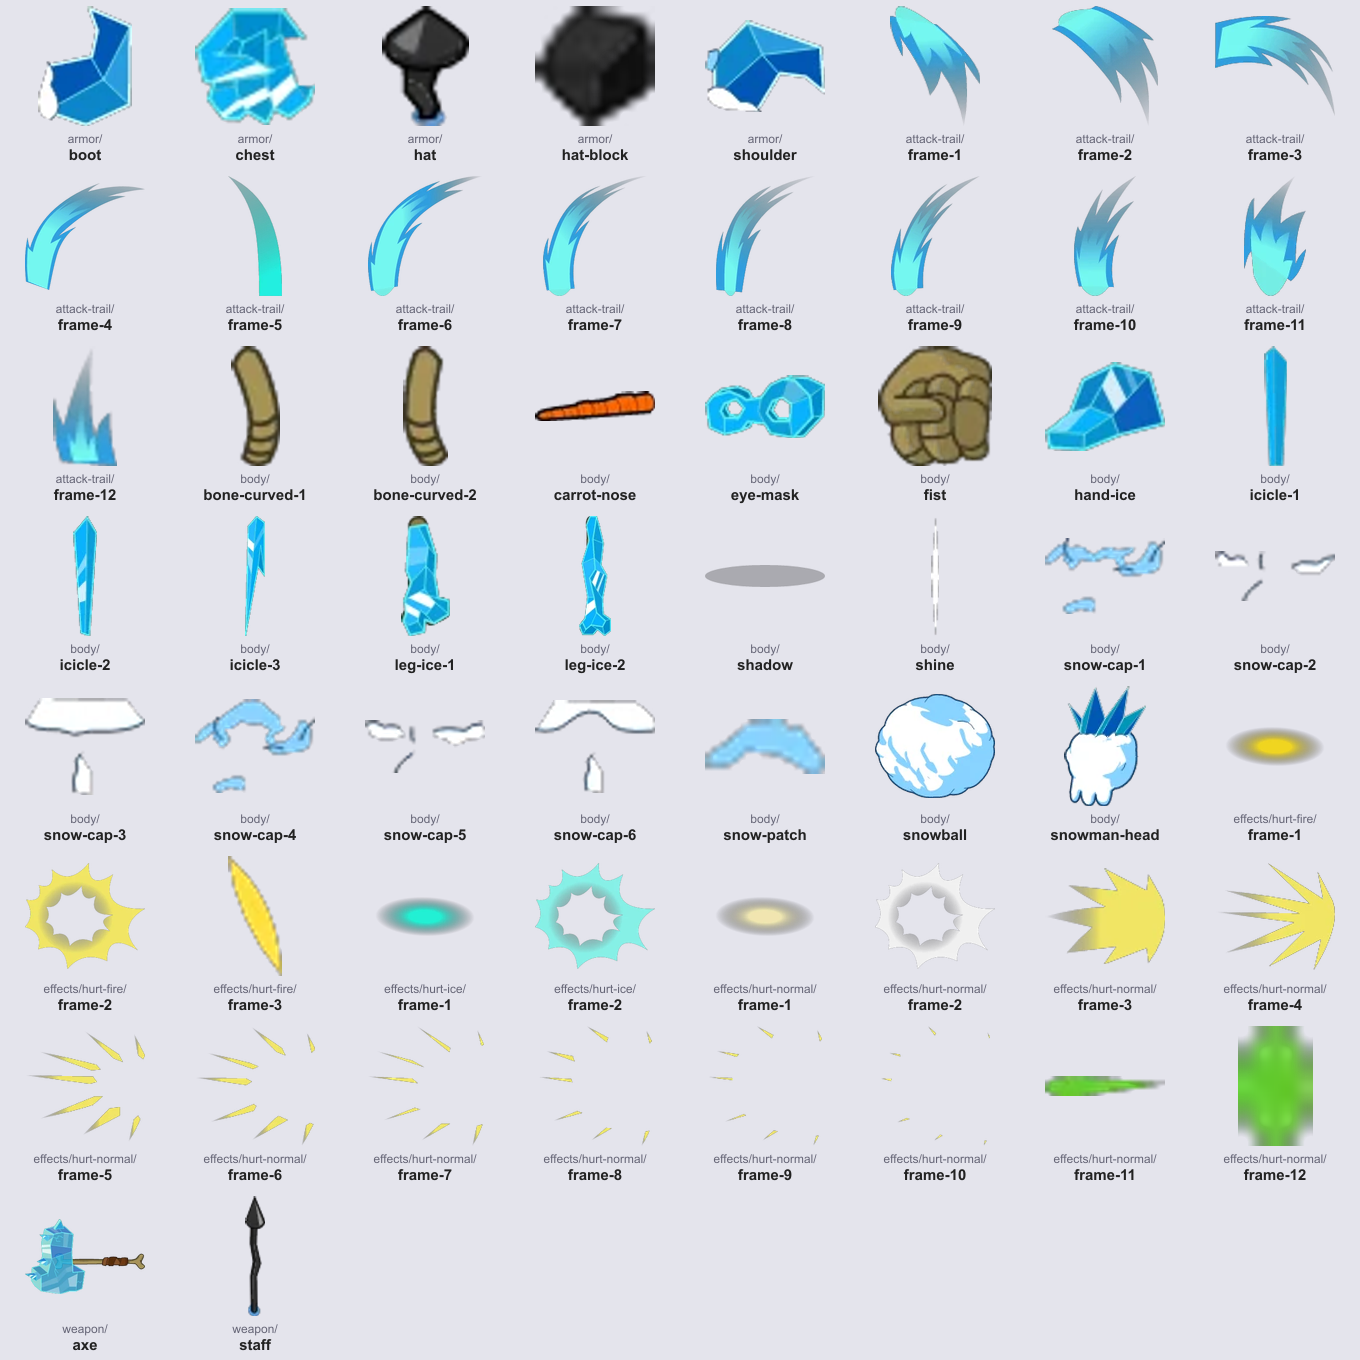 armor/
boot
armor/
chest
armor/
hat
armor/
hat-block
armor/
shoulder
attack-trail/
frame-1
attack-trail/
frame-2
attack-trail/
frame-3
attack-trail/
frame-4
attack-trail/
frame-5
attack-trail/
frame-6
attack-trail/
frame-7
attack-trail/
frame-8
attack-trail/
frame-9
attack-trail/
frame-10
attack-trail/
frame-11
attack-trail/
frame-12
body/
bone-curved-1
body/
bone-curved-2
body/
carrot-nose
body/
eye-mask
body/
fist
body/
hand-ice
body/
icicle-1
body/
icicle-2
body/
icicle-3
body/
leg-ice-1
body/
leg-ice-2
body/
shadow
body/
shine
body/
snow-cap-1
body/
snow-cap-2
body/
snow-cap-3
body/
snow-cap-4
body/
snow-cap-5
body/
snow-cap-6
body/
snow-patch
body/
snowball
body/
snowman-head
effects/hurt-fire/
frame-1
effects/hurt-fire/
frame-2
effects/hurt-fire/
frame-3
effects/hurt-ice/
frame-1
effects/hurt-ice/
frame-2
effects/hurt-normal/
frame-1
effects/hurt-normal/
frame-2
effects/hurt-normal/
frame-3
effects/hurt-normal/
frame-4
effects/hurt-normal/
frame-5
effects/hurt-normal/
frame-6
effects/hurt-normal/
frame-7
effects/hurt-normal/
frame-8
effects/hurt-normal/
frame-9
effects/hurt-normal/
frame-10
effects/hurt-normal/
frame-11
effects/hurt-normal/
frame-12
weapon/
axe
weapon/
staff